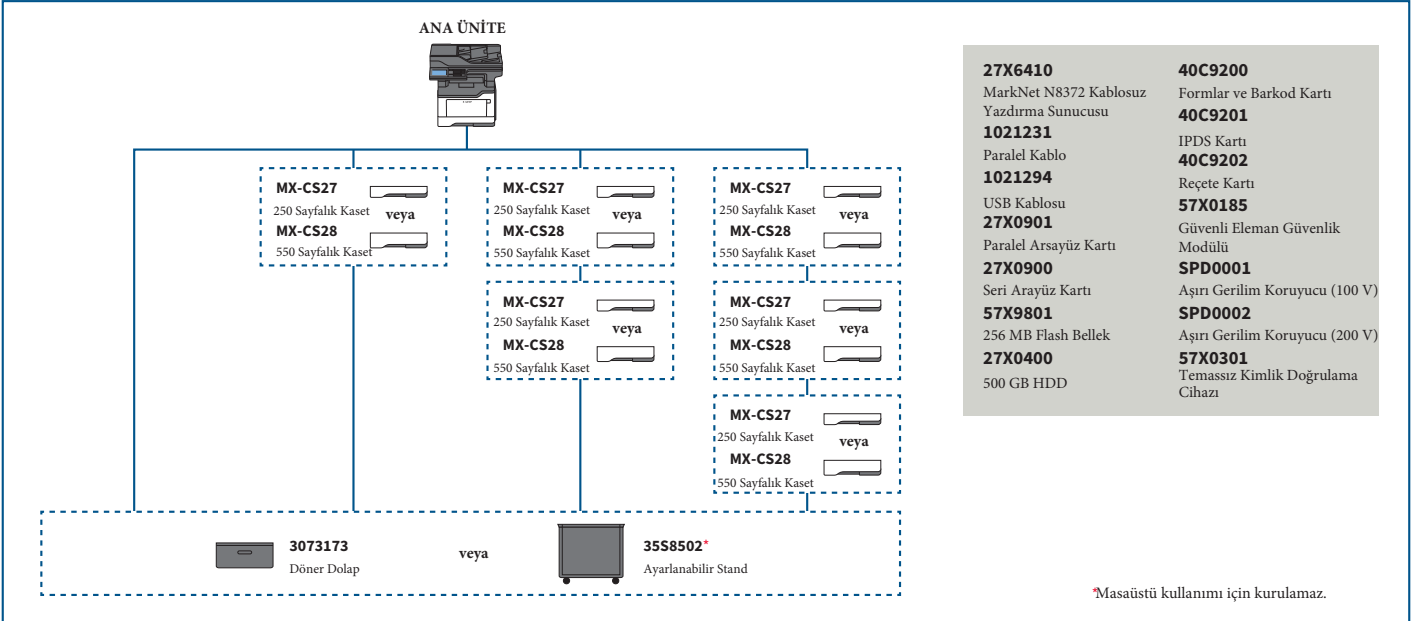 ANA ÜNİTE
MX-CS27
250 Sayfalık Kaset
veya
MX-CS28
550 Sayfalık Kaset
MX-CS27
250 Sayfalık Kaset
veya
MX-CS28
550 Sayfalık Kaset
MX-CS27
250 Sayfalık Kaset
veya
MX-CS28
550 Sayfalık Kaset
MX-CS27
250 Sayfalık Kaset
veya
MX-CS28
550 Sayfalık Kaset
MX-CS27
250 Sayfalık Kaset
veya
MX-CS28
550 Sayfalık Kaset
MX-CS27
250 Sayfalık Kaset
veya
MX-CS28
550 Sayfalık Kaset
3073173
Döner Dolap
veya
35S8502*
Ayarlanabilir Stand
27X6410
MarkNet N8372 Kablosuz
Yazdırma Sunucusu
1021231
Paralel Kablo
1021294
USB Kablosu
27X0901
Paralel Arsayüz Kartı
27X0900
Seri Arayüz Kartı
57X9801
256 MB Flash Bellek
27X0400
500 GB HDD
40C9200
Formlar ve Barkod Kartı
40C9201
IPDS Kartı
40C9202
Reçete Kartı
57X0185
Güvenli Eleman Güvenlik
Modülü
SPD0001
Aşırı Gerilim Koruyucu (100 V)
SPD0002
Aşırı Gerilim Koruyucu (200 V)
57X0301
Temassız Kimlik Doğrulama
Cihazı
*Masaüstü kullanımı için kurulamaz.